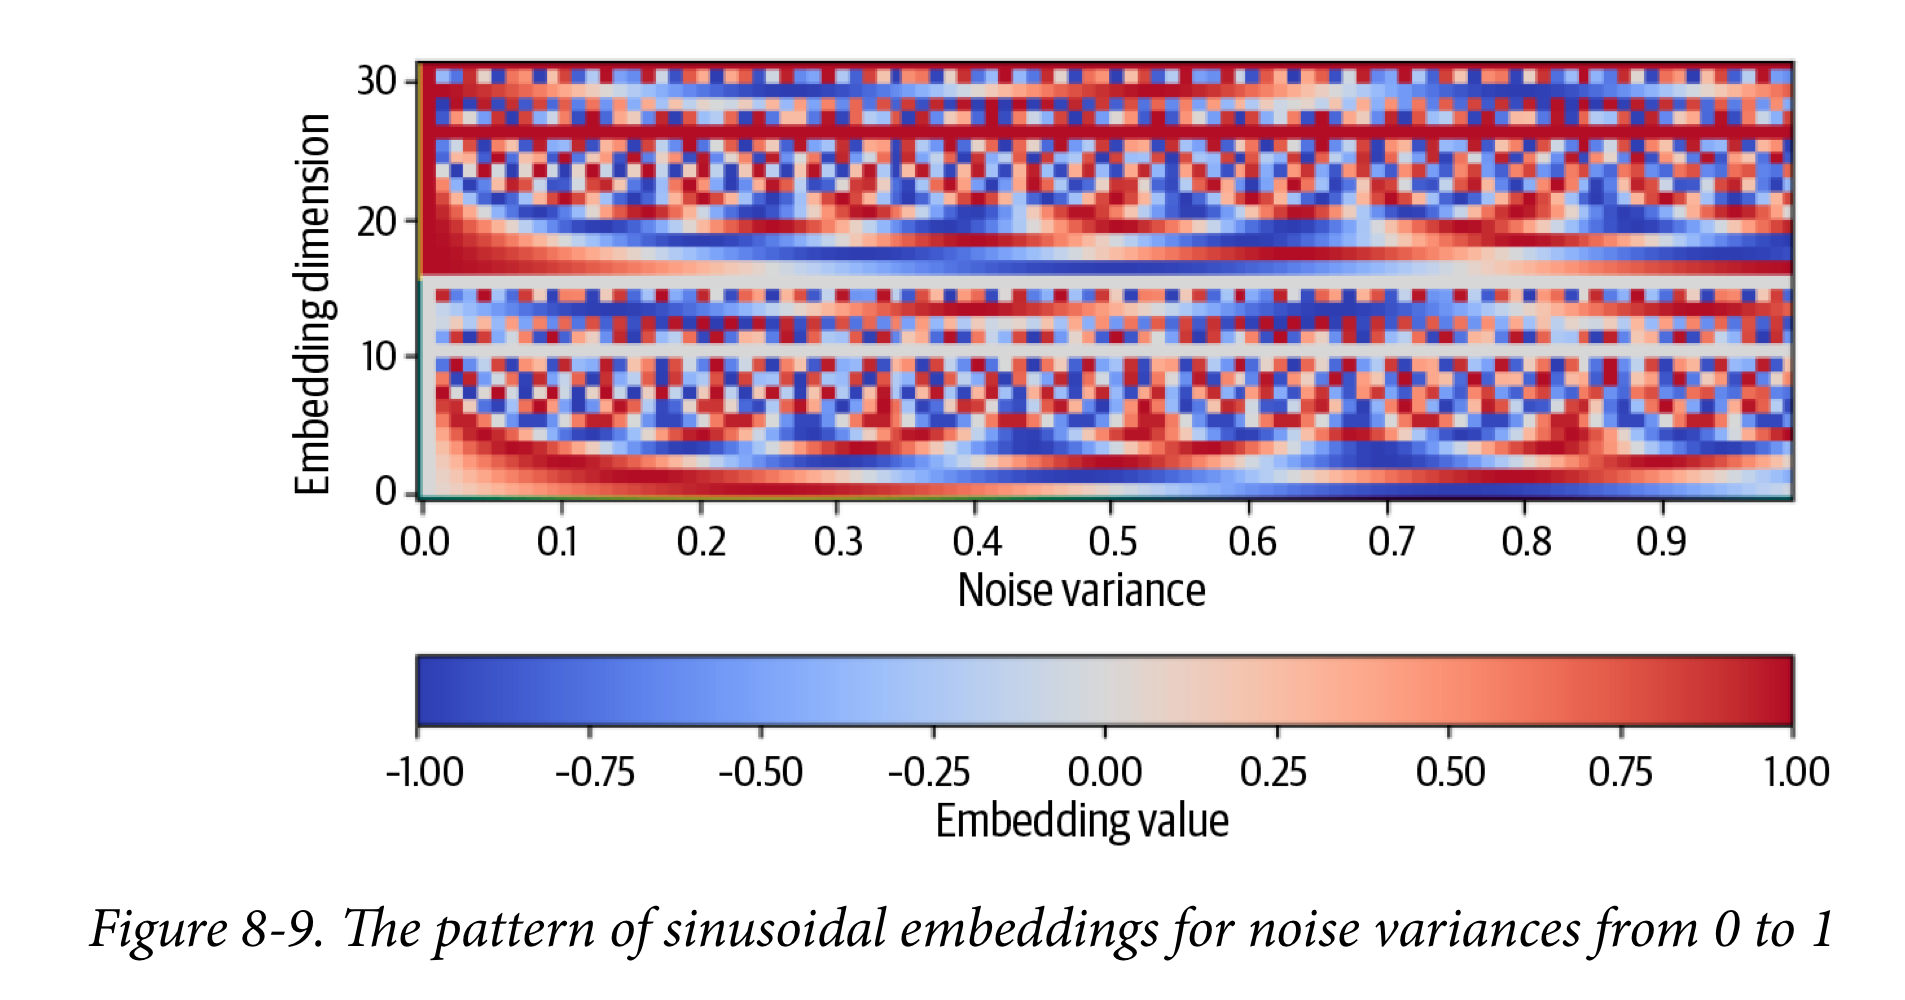 30
20
10
0
Embedding dimension
0.0 0.1 0.2 0.3 0.4 0.5 0.6 0.7 0.8 0.9
Noise variance
-1.00 -0.75 -0.50 -0.25 0.00 0.25 0.50 0.75 1.00
Embedding value
Figure 8-9. The pattern of sinusoidal embeddings for noise variances from 0 to 1